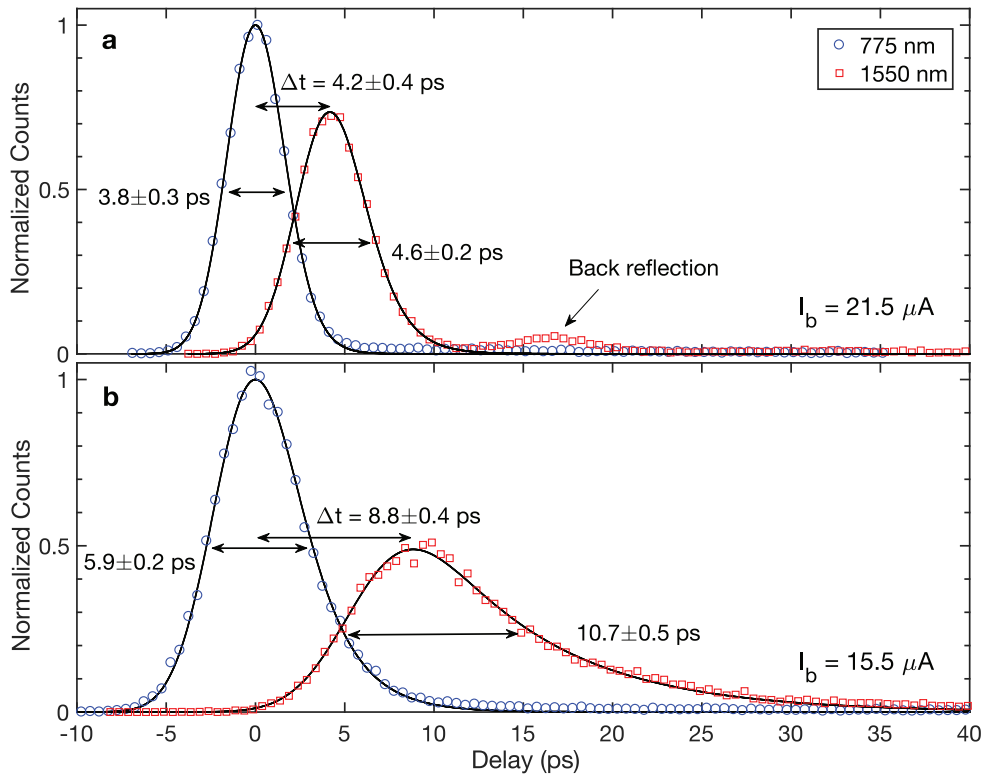 a
1
0.5
0
Normalized Counts
Δt = 4.2±0.4 ps
3.8±0.3 ps
4.6±0.2 ps
Back reflection
I_b = 21.5 μA
775 nm
1550 nm
b
1
0.5
0
Normalized Counts
Δt = 8.8±0.4 ps
5.9±0.2 ps
10.7±0.5 ps
I_b = 15.5 μA
-10 -5 0 5 10 15 20 25 30 35 40
Delay (ps)